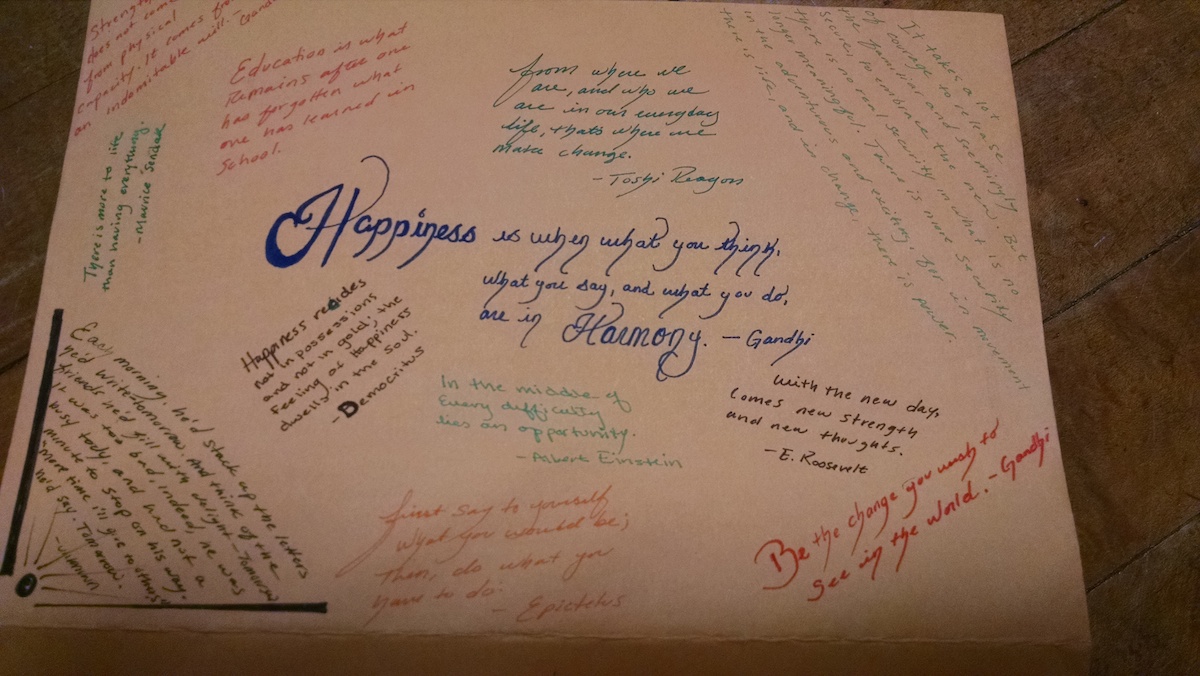 Strength
does not come
from physical
capacity. It comes from
an indomitable will. - Gandhi
Education is what
remains after one
has forgotten what
one has learned in
school.
from where we
are, and who we
are in our everyday
life, thats where we
make change.
- Toshi Reagon
It takes a lot
of courage to release
the familiar and seemingly
secure, to embrace the new. But
there is no real security in what is no
longer meaningful. There is more security
in the adventurous and exciting, for in movement
there is life, and in change, there is power.
There is more to life
than having everything.
- Maurice Sendak
Happiness is when what you think,
what you say, and what you do,
are in Harmony. - Gandhi
Happiness resides
not in possessions
and not in gold; the
feeling of Happiness
dwells in the soul.
- Democritus
In the middle of
Every difficulty
lies an opportunity.
- Albert Einstein
With the new day,
Comes new strength
and new thoughts.
- E. Roosevelt
Each morning he'd stack up the letters
he'd write-tomorrow. And think of the
friends he'd fill with delight - Tomorrow
It was too bad, indeed, he was
busy today, and had not a
minute to stop on his way.
"More time i'll give to others"
he'd say. Tomorrow.
first say to yourself
what you would be;
Then, do what you
have to do.
- Epictetus
Be the change you wish to
see in the world. - Gandhi